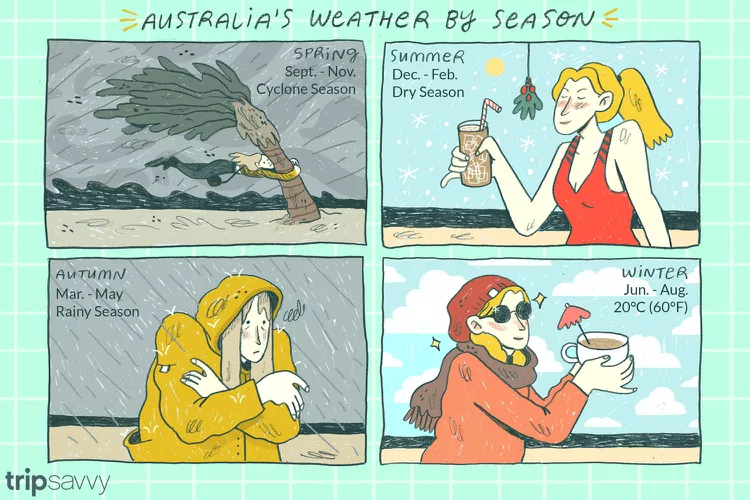 AUSTRALIA'S WEATHER BY SEASON
SPRING
Sept. - Nov.
Cyclone Season
SUMMER
Dec. - Feb.
Dry Season
AUTUMN
Mar. - May
Rainy Season
WINTER
Jun. - Aug.
20°C (60°F)
tripsavvy